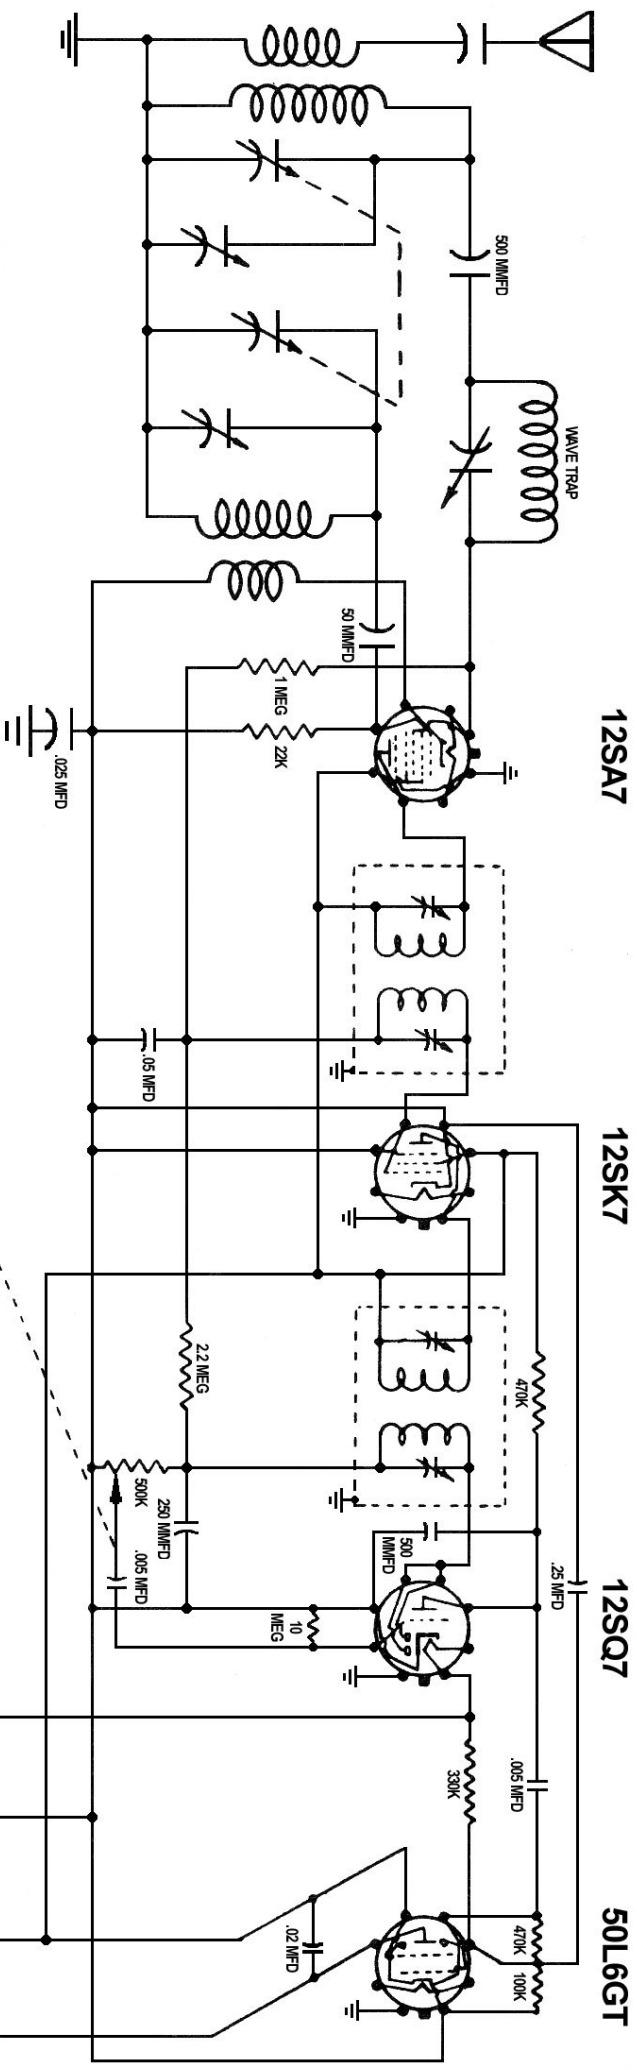 12SA7
12SK7
12SQ7
50L6GT
500 MMFD
WAVE TRAP
50 MMFD
1 MEG
22K
.025 MFD
.05 MFD
2.2 MEG
470K
500K
250 MMFD
.005 MFD
500
MMFD
.25 MFD
10
MEG
330K
.005 MFD
.02 MFD
470K
100K